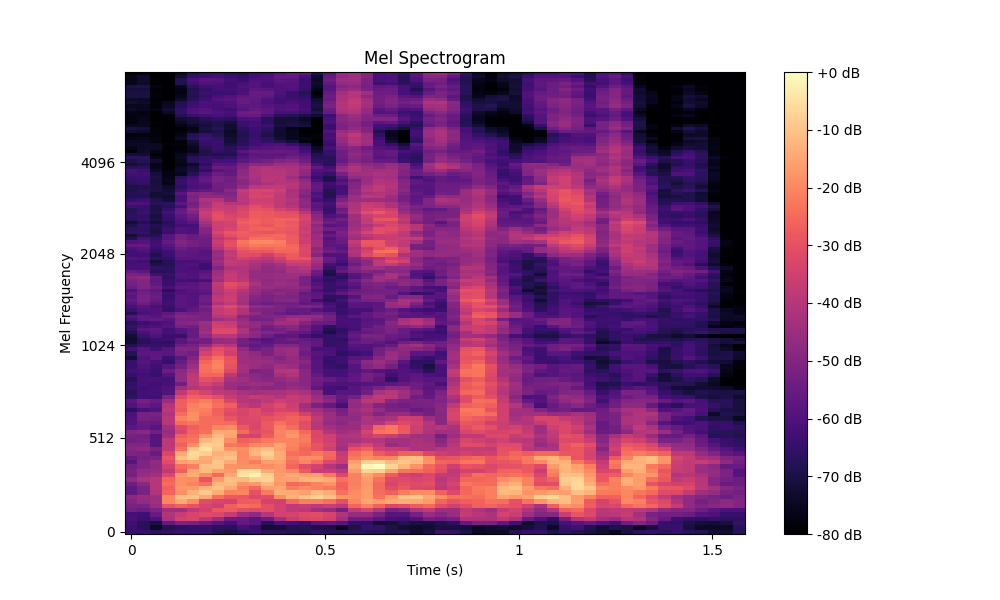 Mel Spectrogram
Mel Frequency
4096
2048
1024
512
0
0
0.5
1
1.5
Time (s)
+0 dB
-10 dB
-20 dB
-30 dB
-40 dB
-50 dB
-60 dB
-70 dB
-80 dB